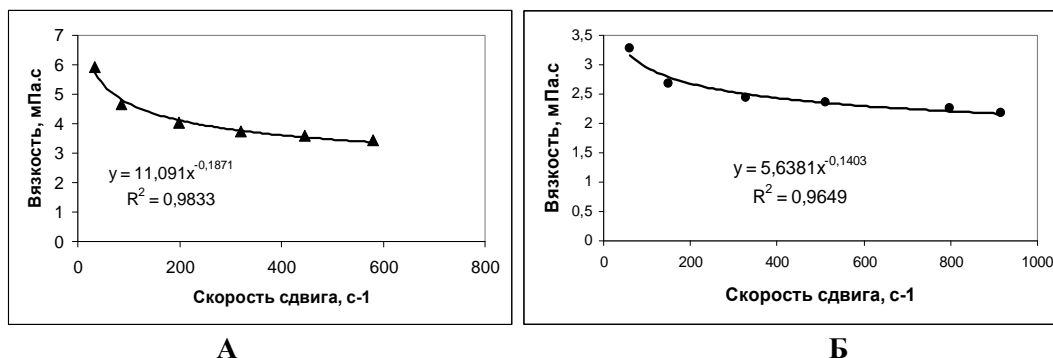 7
6
5
4
3
2
1
0
Вязкость, мПа.с
y = 11,091x^-0,1871
R^2 = 0,9833
0 200 400 600 800
Скорость сдвига, с-1
А
3,5
3
2,5
2
1,5
1
0,5
0
Вязкость, мПа.с
y = 5,6381x^-0,1403
R^2 = 0,9649
0 200 400 600 800 1000
Скорость сдвига, с-1
Б